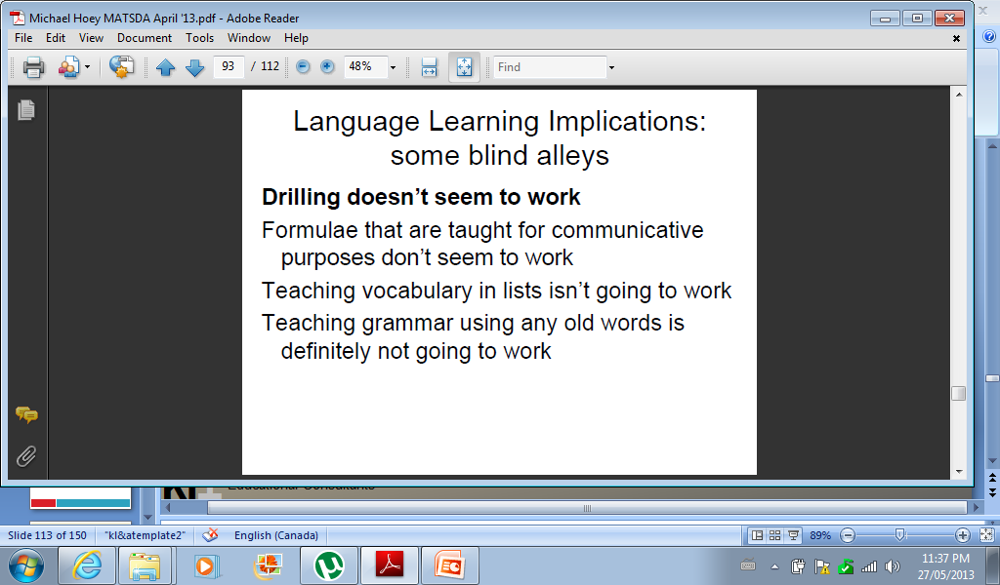 Michael Hoey MATSDA April '13.pdf - Adobe Reader
File Edit View Document Tools Window Help
93 / 112 48% Find
Language Learning Implications:
some blind alleys
Drilling doesn't seem to work
Formulae that are taught for communicative
purposes don't seem to work
Teaching vocabulary in lists isn't going to work
Teaching grammar using any old words is
definitely not going to work
Educational Consultants
Slide 113 of 150 "kl&atemplate2" English (Canada) 89%
11:37 PM
27/05/2013